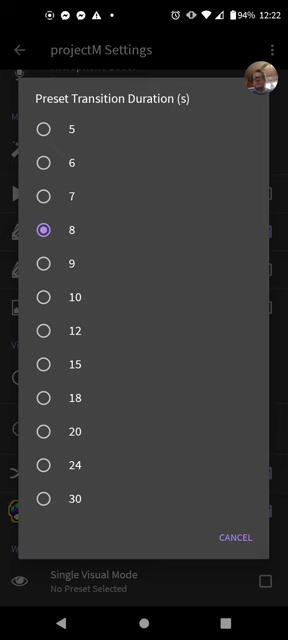 94% 12:22
projectM Settings
Preset Transition Duration (s)
5
6
7
8
9
10
12
15
18
20
24
30
CANCEL
Single Visual Mode
No Preset Selected